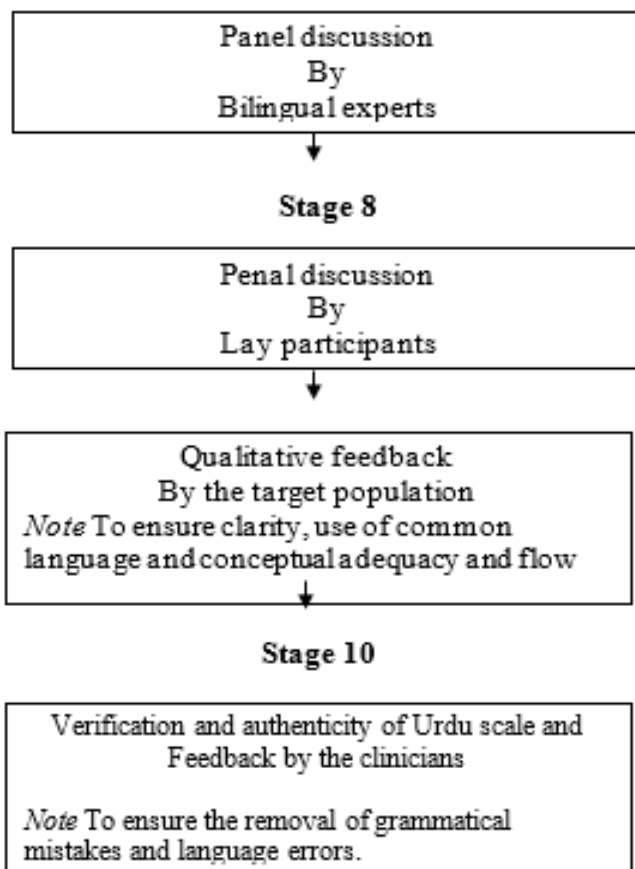 Panel discussion
By
Bilingual experts
Stage 8
Penal discussion
By
Lay participants
Qualitative feedback
By the target population
Note To ensure clarity, use of common
language and conceptual adequacy and flow
Stage 10
Verification and authenticity of Urdu scale and
Feedback by the clinicians
Note To ensure the removal of grammatical
mistakes and language errors.